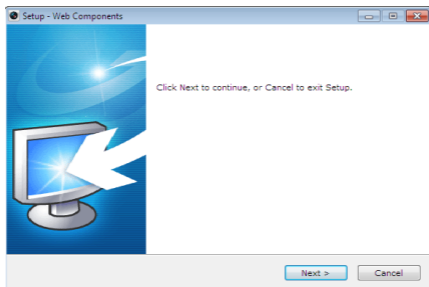 Setup - Web Components
Click Next to continue, or Cancel to exit Setup.
Next >
Cancel